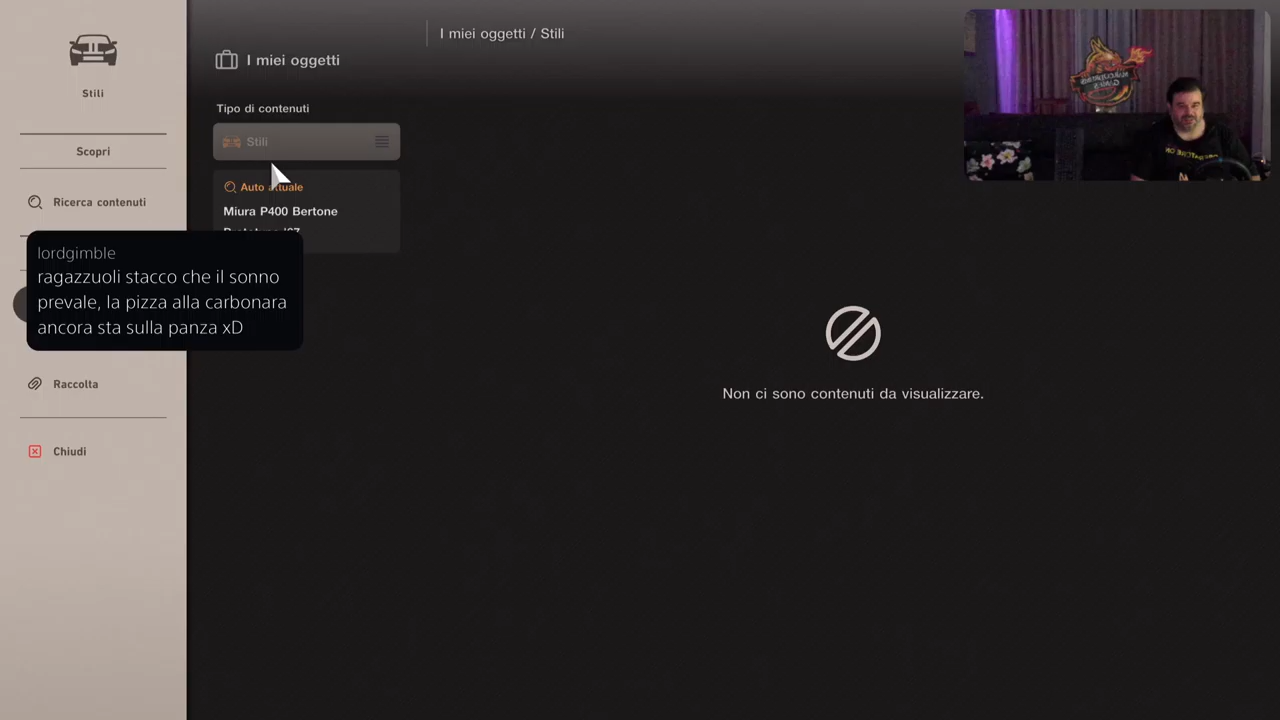 Stili
Scopri
Ricerca contenuti
lordgimble
ragazzuoli stacco che il sonno
prevale, la pizza alla carbonara
ancora sta sulla panza xD
Raccolta
Chiudi
I miei oggetti
Tipo di contenuti
Stili
Auto attuale
Miura P400 Bertone
I miei oggetti / Stili
Non ci sono contenuti da visualizzare.